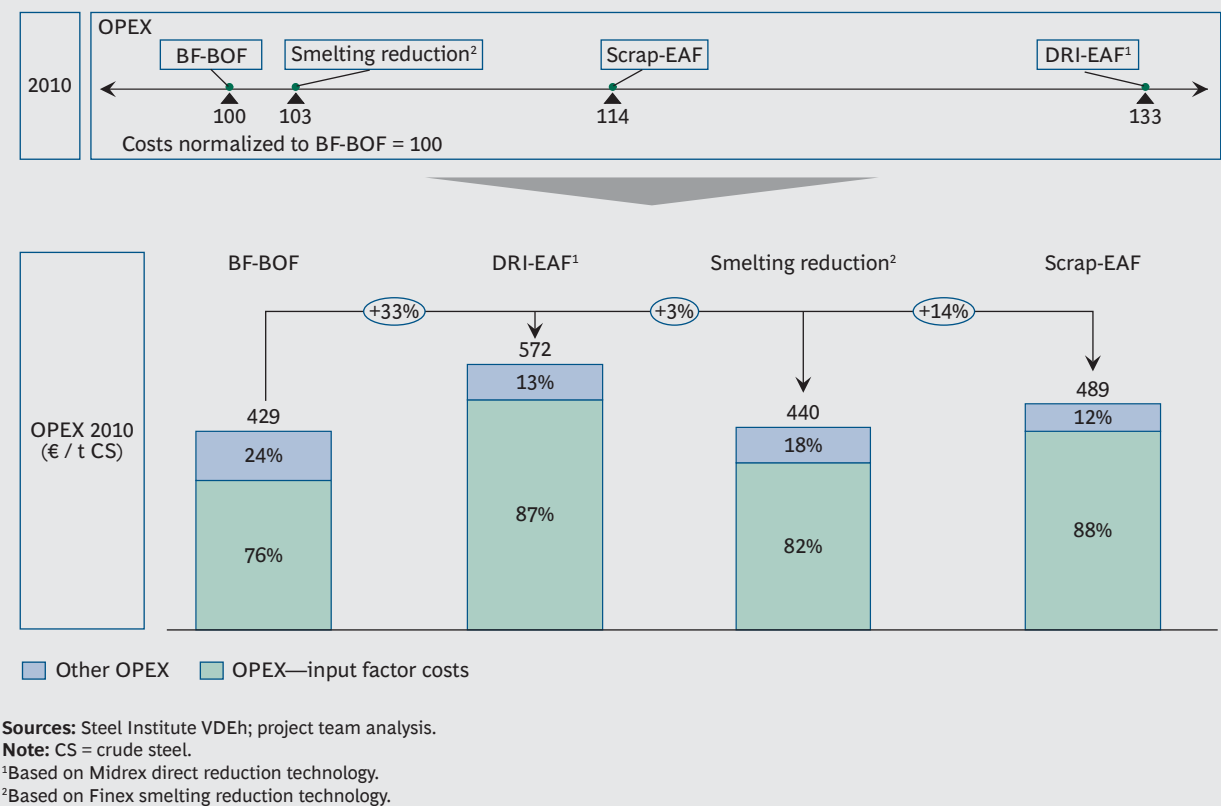 2010
OPEX
BF-BOF
Smelting reduction²
Scrap-EAF
DRI-EAF¹
100
103
114
133
Costs normalized to BF-BOF = 100
BF-BOF
DRI-EAF¹
Smelting reduction²
Scrap-EAF
+33%
+3%
+14%
OPEX 2010
(€ / t CS)
429
24%
76%
572
13%
87%
440
18%
82%
489
12%
88%
Other OPEX
OPEX—input factor costs
Sources: Steel Institute VDEh; project team analysis.
Note: CS = crude steel.
¹Based on Midrex direct reduction technology.
²Based on Finex smelting reduction technology.